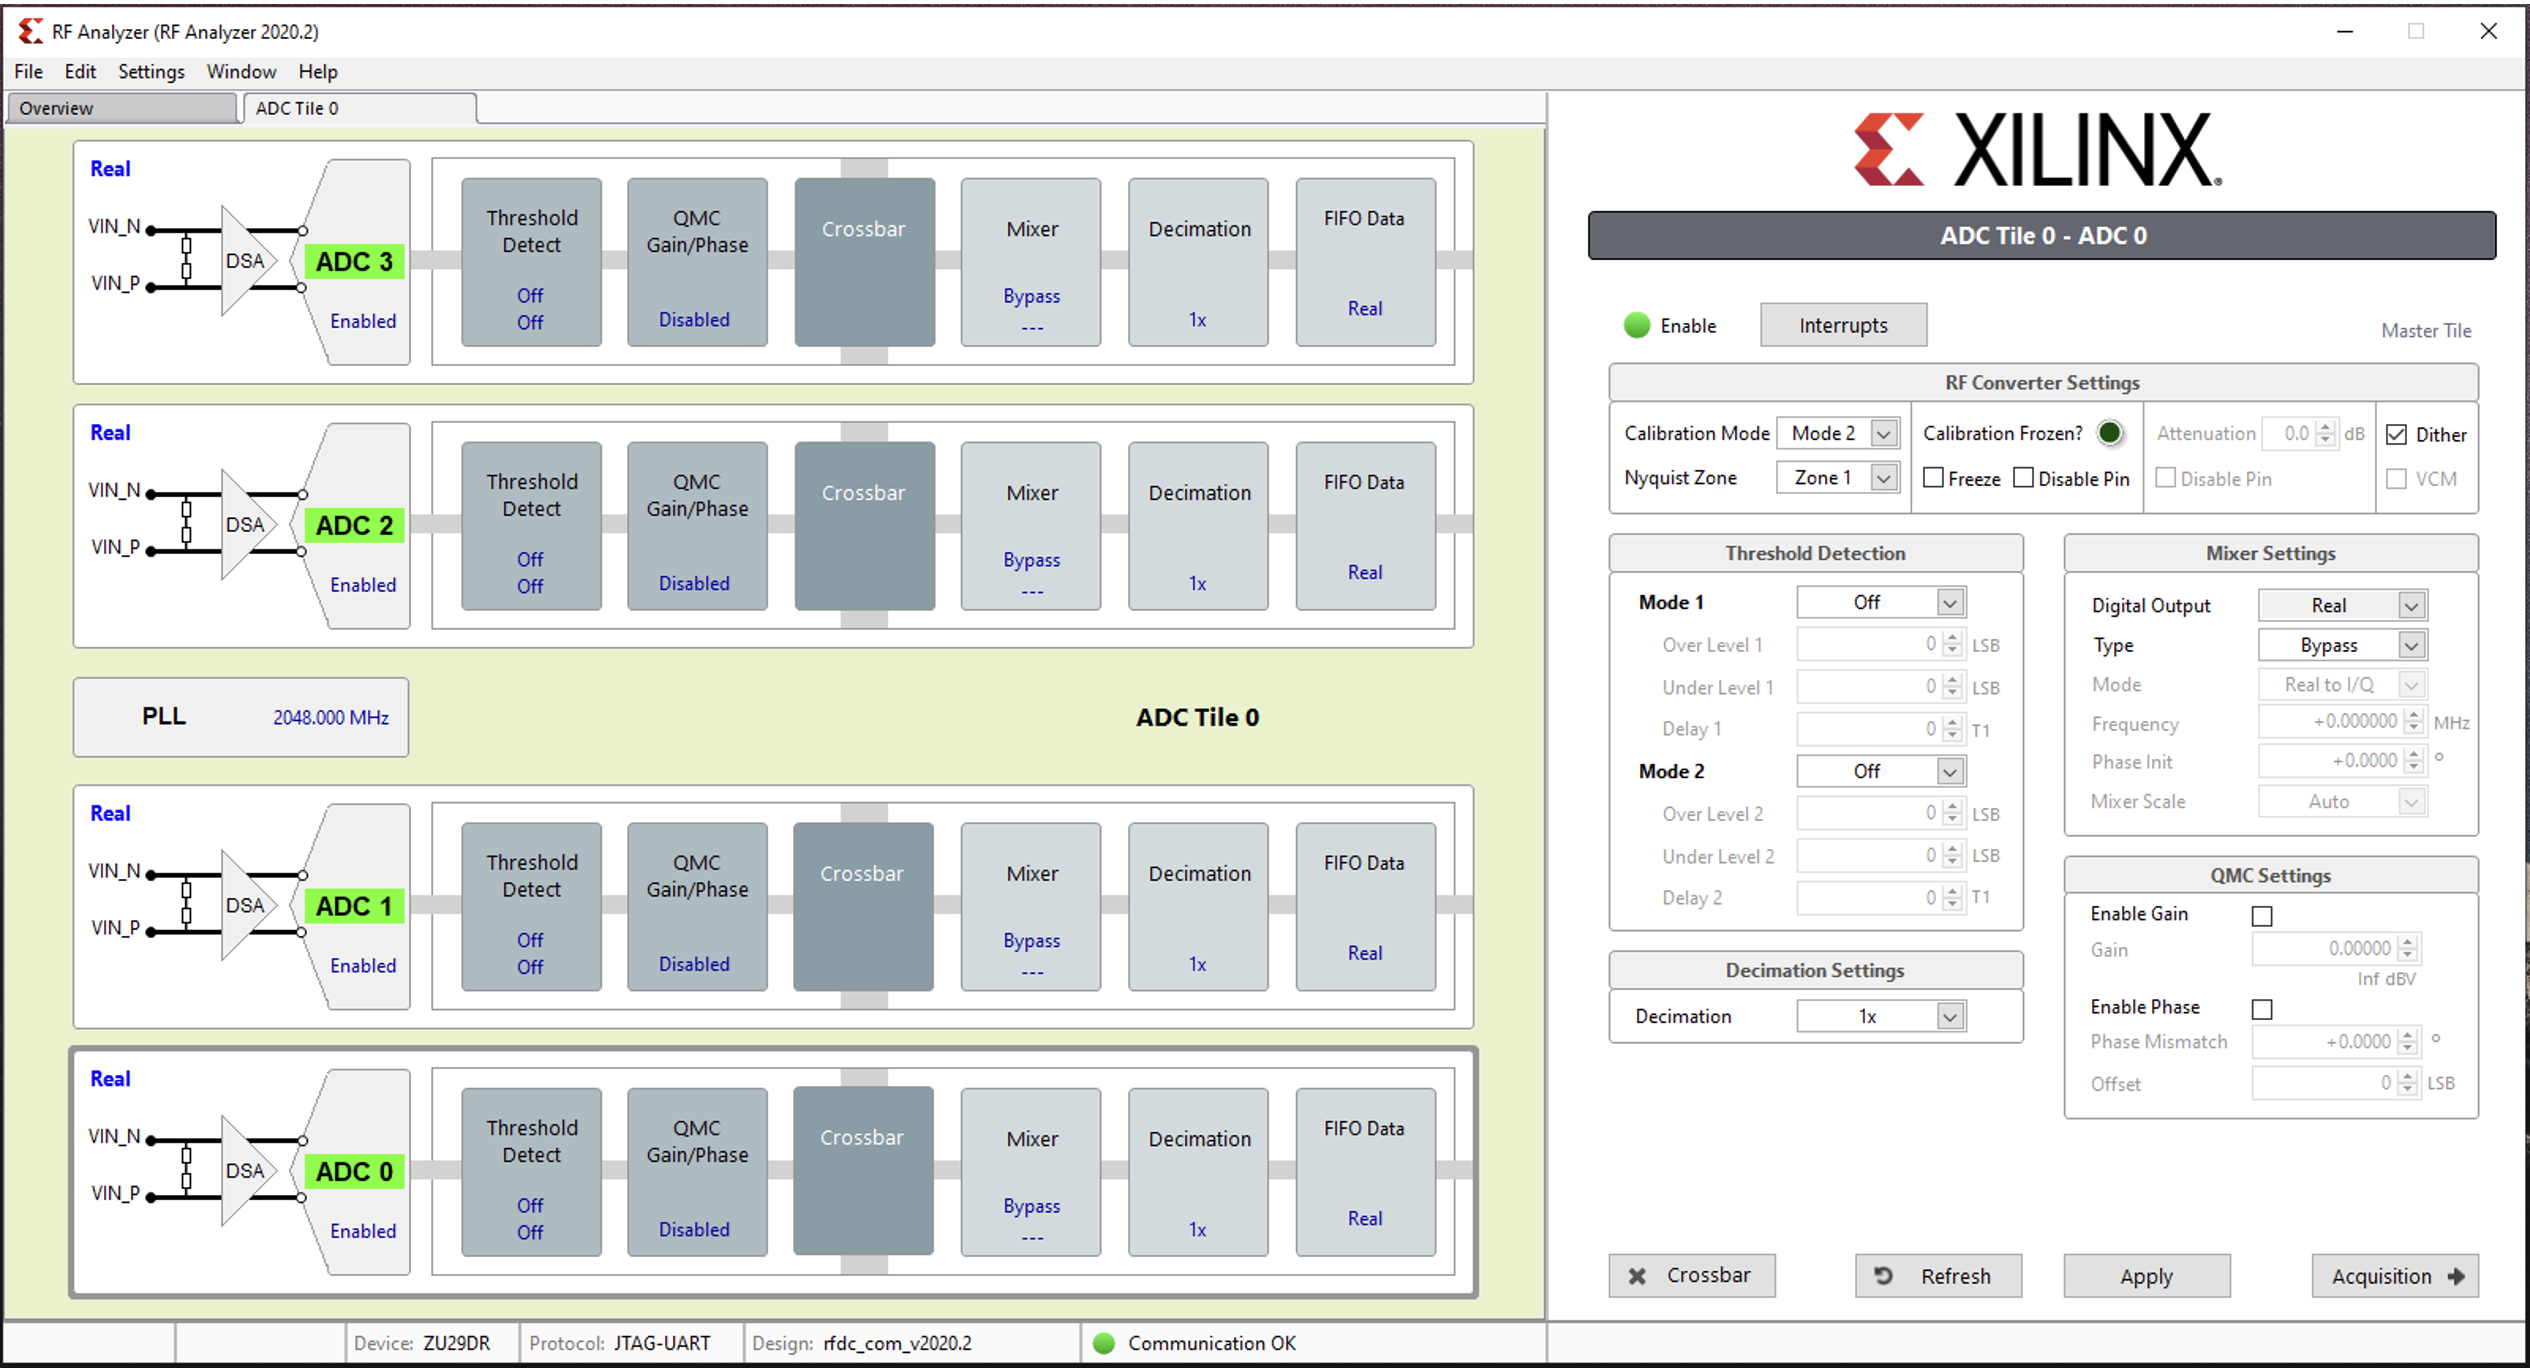 RF Analyzer (RF Analyzer 2020.2)
File Edit Settings Window Help
Overview ADC Tile 0
Real
VIN_N
VIN_P
DSA
ADC 3
Enabled
Threshold
Detect
Off
Off
QMC
Gain/Phase
Disabled
Crossbar
Mixer
Bypass
---
Decimation
1x
FIFO Data
Real
Real
VIN_N
VIN_P
DSA
ADC 2
Enabled
Threshold
Detect
Off
Off
QMC
Gain/Phase
Disabled
Crossbar
Mixer
Bypass
---
Decimation
1x
FIFO Data
Real
PLL 2048.000 MHz
ADC Tile 0
Real
VIN_N
VIN_P
DSA
ADC 1
Enabled
Threshold
Detect
Off
Off
QMC
Gain/Phase
Disabled
Crossbar
Mixer
Bypass
---
Decimation
1x
FIFO Data
Real
Real
VIN_N
VIN_P
DSA
ADC 0
Enabled
Threshold
Detect
Off
Off
QMC
Gain/Phase
Disabled
Crossbar
Mixer
Bypass
---
Decimation
1x
FIFO Data
Real
XILINX®
ADC Tile 0 - ADC 0
Enable Interrupts Master Tile
RF Converter Settings
Calibration Mode Mode 2 Calibration Frozen? Attenuation 0.0 dB Dither
Nyquist Zone Zone 1 Freeze Disable Pin Disable Pin VCM
Threshold Detection
Mode 1 Off
Over Level 1 0 LSB
Under Level 1 0 LSB
Delay 1 0 T1
Mode 2 Off
Over Level 2 0 LSB
Under Level 2 0 LSB
Delay 2 0 T1
Decimation Settings
Decimation 1x
Mixer Settings
Digital Output Real
Type Bypass
Mode Real to I/Q
Frequency +0.000000 MHz
Phase Init +0.0000 °
Mixer Scale Auto
QMC Settings
Enable Gain
Gain 0.00000
Inf dBV
Enable Phase
Phase Mismatch +0.0000 °
Offset 0 LSB
Crossbar Refresh Apply Acquisition
Device: ZU29DR Protocol: JTAG-UART Design: rfdc_com_v2020.2 Communication OK